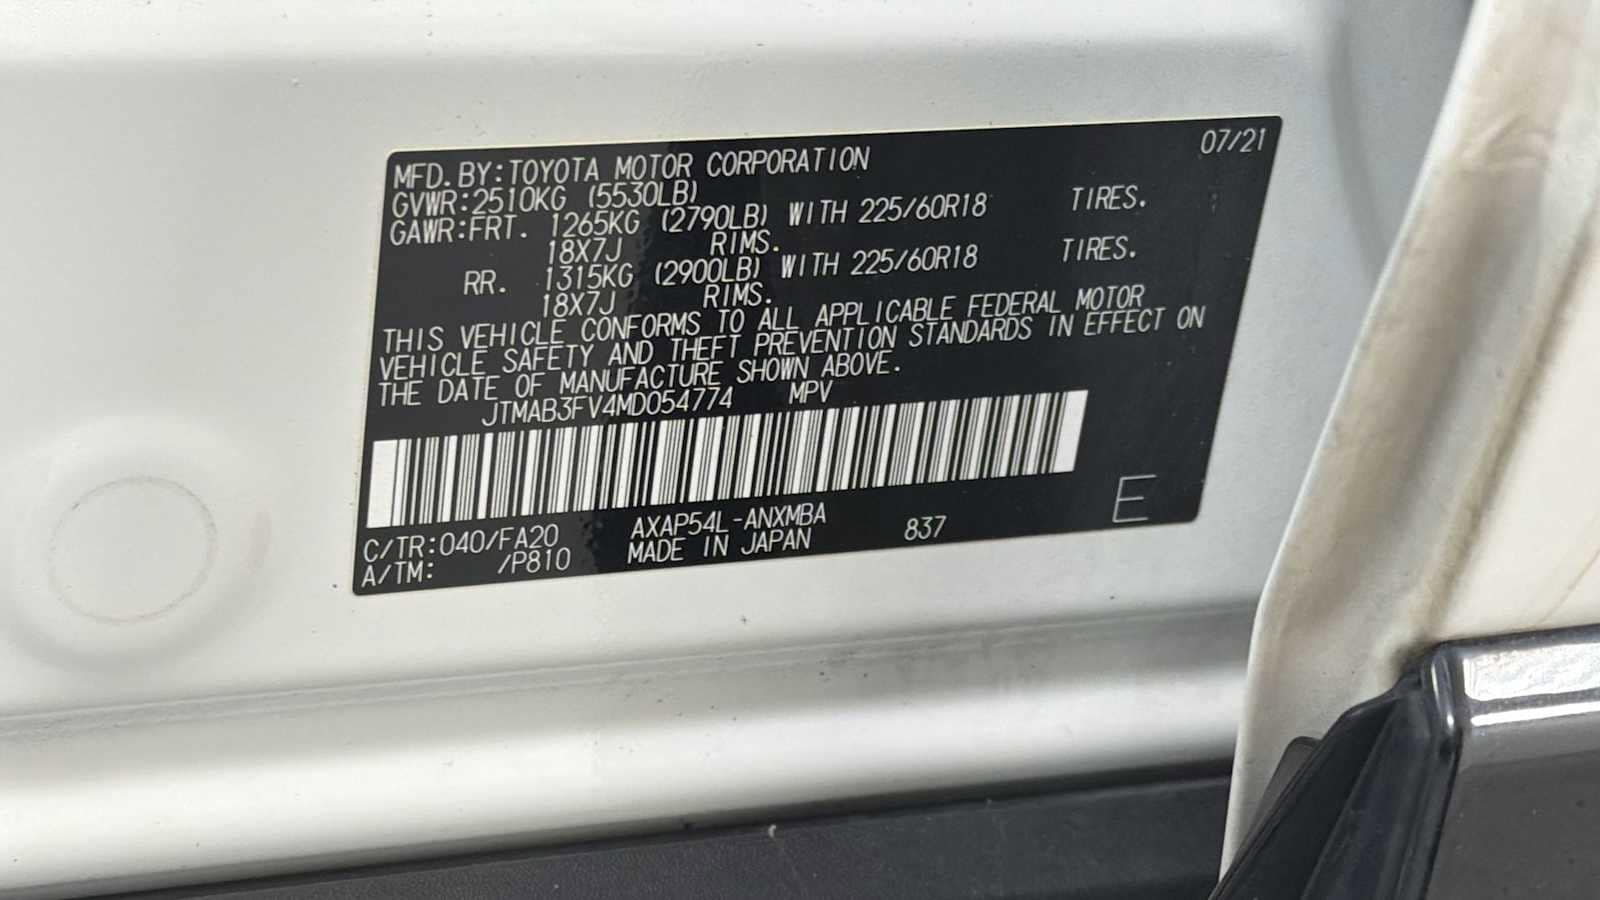 07/21
MFD. BY: TOYOTA MOTOR CORPORATION
GVWR: 2510KG (5530LB)
GAWR: FRT. 1265KG (2790LB) WITH 225/60R18 TIRES.
18X7J RIMS.
RR. 1315KG (2900LB) WITH 225/60R18 TIRES.
18X7J RIMS.
THIS VEHICLE CONFORMS TO ALL APPLICABLE FEDERAL MOTOR
VEHICLE SAFETY AND THEFT PREVENTION STANDARDS IN EFFECT ON
THE DATE OF MANUFACTURE SHOWN ABOVE.
JTMAB3FV4MD054774 MPV
C/TR: 040/FA20 AXAP54L-ANXMBA 837 E
A/TM: /P810 MADE IN JAPAN